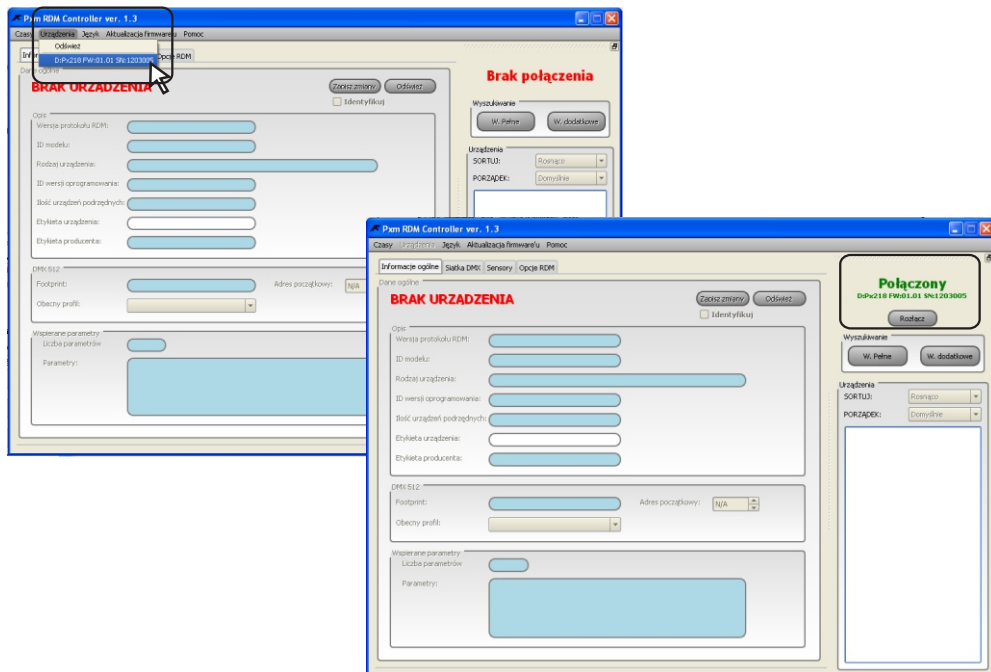 Pxm RDM Controller ver. 1.3
Czasy Urządzenia Język Aktualizacja firmware'u Pomoc
Odśwież
D:Px218 FW:01.01 SN:1203005
Opcje RDM
Dane ogólne
BRAK URZĄDZENIA
Zapisz zmiany Odśwież
Identyfikuj
Opis
Wersja protokołu RDM:
ID modelu:
Rodzaj urządzenia:
ID wersji oprogramowania:
Ilość urządzeń podrzędnych:
Etykieta urządzenia:
Etykieta producenta:
DMX 512
Footprint: Adres początkowy: N/A
Obecny profil:
Wspierane parametry
Liczba parametrów
Parametry:
Brak połączenia
Wyszukiwanie
W. Pełne W. dodatkowe
Urządzenia
SORTUJ: Rosnąco
PORZĄDEK: Domyślnie
Pxm RDM Controller ver. 1.3
Czasy Urządzenia Język Aktualizacja firmware'u Pomoc
Informacje ogólne Siatka DMX Sensory Opcje RDM
Dane ogólne
BRAK URZĄDZENIA
Zapisz zmiany Odśwież
Identyfikuj
Opis
Wersja protokołu RDM:
ID modelu:
Rodzaj urządzenia:
ID wersji oprogramowania:
Ilość urządzeń podrzędnych:
Etykieta urządzenia:
Etykieta producenta:
DMX 512
Footprint: Adres początkowy: N/A
Obecny profil:
Wspierane parametry
Liczba parametrów
Parametry:
Połączony
D:Px218 FW:01.01 SN:1203005
Rozłącz
Wyszukiwanie
W. Pełne W. dodatkowe
Urządzenia
SORTUJ: Rosnąco
PORZĄDEK: Domyślnie